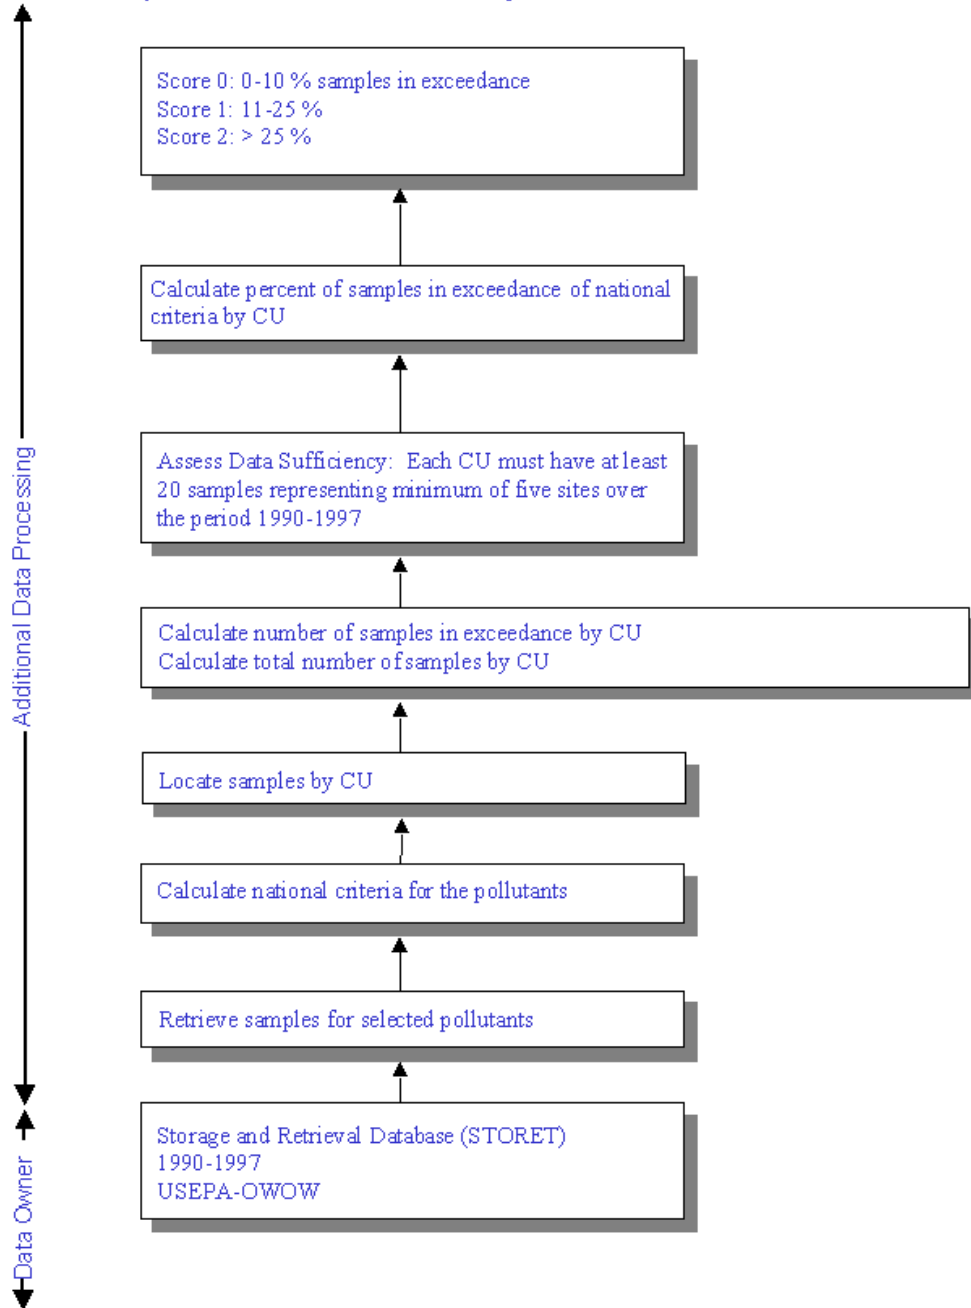 Score 0: 0-10 % samples in exceedance
Score 1: 11-25 %
Score 2: > 25 %
Calculate percent of samples in exceedance of national
criteria by CU
Assess Data Sufficiency: Each CU must have at least
20 samples representing minimum of five sites over
the period 1990-1997
Calculate number of samples in exceedance by CU
Calculate total number of samples by CU
Locate samples by CU
Calculate national criteria for the pollutants
Retrieve samples for selected pollutants
Storage and Retrieval Database (STORET)
1990-1997
USEPA-OWOW
Additional Data Processing
Data Owner